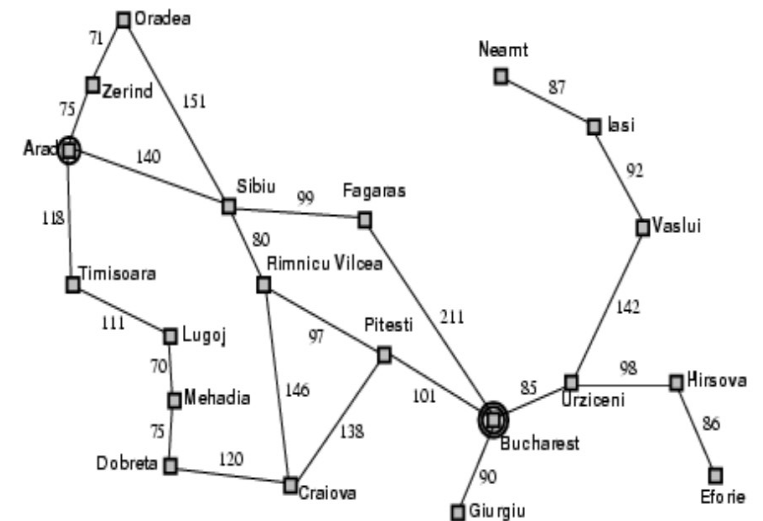 Oradea
71
Neamt
Zerind
87
151
75
Iasi
Arad
140
92
Sibiu
Fagaras
99
118
Vaslui
80
Timisoara
Rimnicu Vilcea
142
111
211
Lugoj
97
Pitesti
70
98
Hirsova
85
146
101
Mehadia
Urziceni
86
75
138
Bucharest
120
Dobreta
90
Craiova
Eforie
Giurgiu